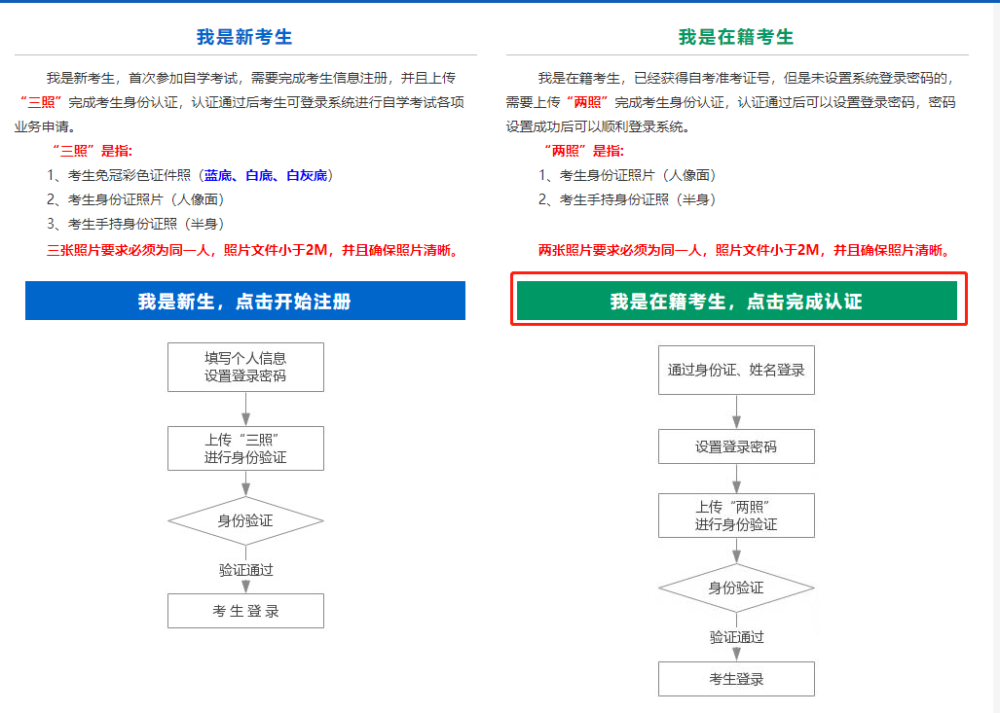 我是新考生
我是新考生，首次参加自学考试，需要完成考生信息注册，并且上传
“三照”完成考生身份认证，认证通过后考生可登录系统进行自学考试各项
业务申请。
“三照”是指：
1、考生免冠彩色证件照（蓝底、白底、白灰底）
2、考生身份证照片（人像面）
3、考生手持身份证照（半身）
三张照片要求必须为同一人，照片文件小于2M，并且确保照片清晰。
我是新生，点击开始注册
填写个人信息
设置登录密码
上传“三照”
进行身份验证
身份验证
验证通过
考 生 登 录
我是在籍考生
我是在籍考生，已经获得自考准考证号，但是未设置系统登录密码的，
需要上传“两照”完成考生身份认证，认证通过后可以设置登录密码，密码
设置成功后可以顺利登录系统。
“两照”是指：
1、考生身份证照片（人像面）
2、考生手持身份证照（半身）
两张照片要求必须为同一人，照片文件小于2M，并且确保照片清晰。
我是在籍考生，点击完成认证
通过身份证、姓名登录
设置登录密码
上传“两照”
进行身份验证
身份验证
验证通过
考生登录